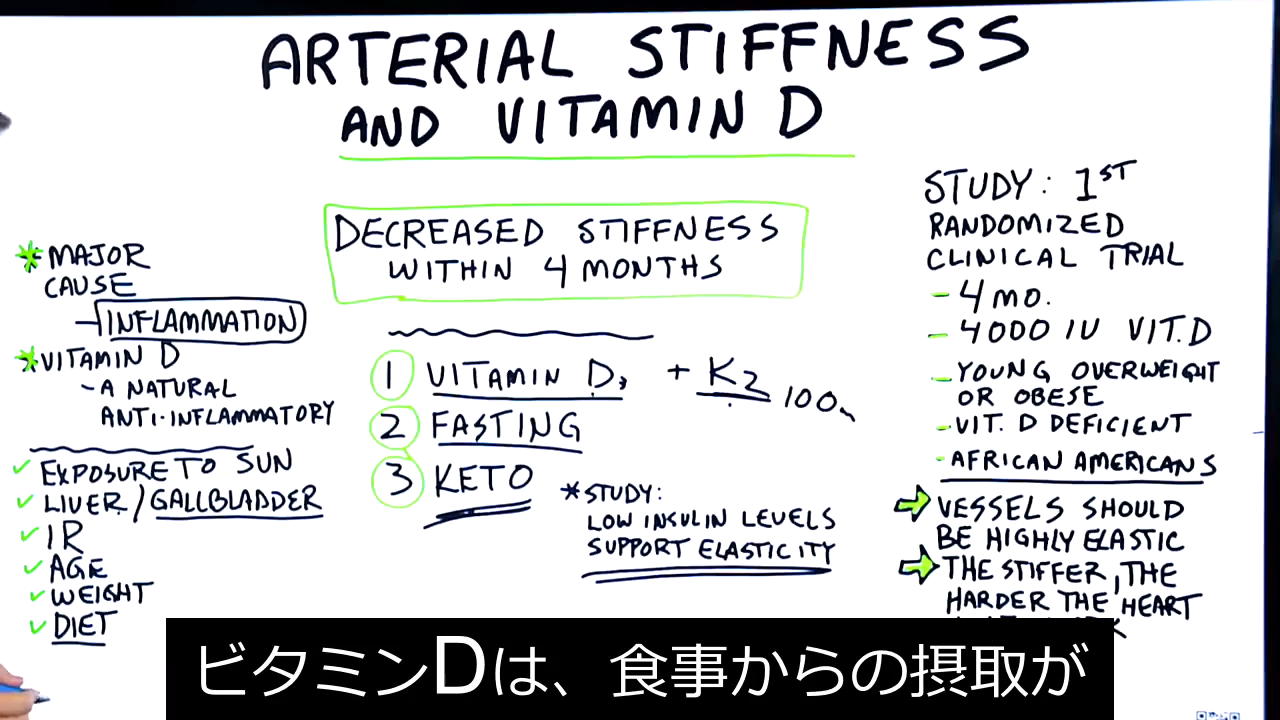 ARTERIAL STIFFNESS
AND VITAMIN D
DECREASED STIFFNESS
WITHIN 4 MONTHS
* MAJOR
CAUSE
INFLAMMATION
* VITAMIN D
- A NATURAL
ANTI-INFLAMMATORY
✓ EXPOSURE TO SUN
✓ LIVER/GALLBLADDER
✓ IR
✓ AGE
✓ WEIGHT
✓ DIET
1 VITAMIN D3 + K2 100
2 FASTING
3 KETO
* STUDY:
LOW INSULIN LEVELS
SUPPORT ELASTICITY
STUDY: 1ST
RANDOMIZED
CLINICAL TRIAL
- 4 MO.
- 4000 IU VIT. D
- YOUNG OVERWEIGHT
OR OBESE
- VIT. D DEFICIENT
- AFRICAN AMERICANS
⇨ VESSELS SHOULD
BE HIGHLY ELASTIC
⇨ THE STIFFER, THE
HARDER THE HEART
ビタミンDは、食事からの摂取が